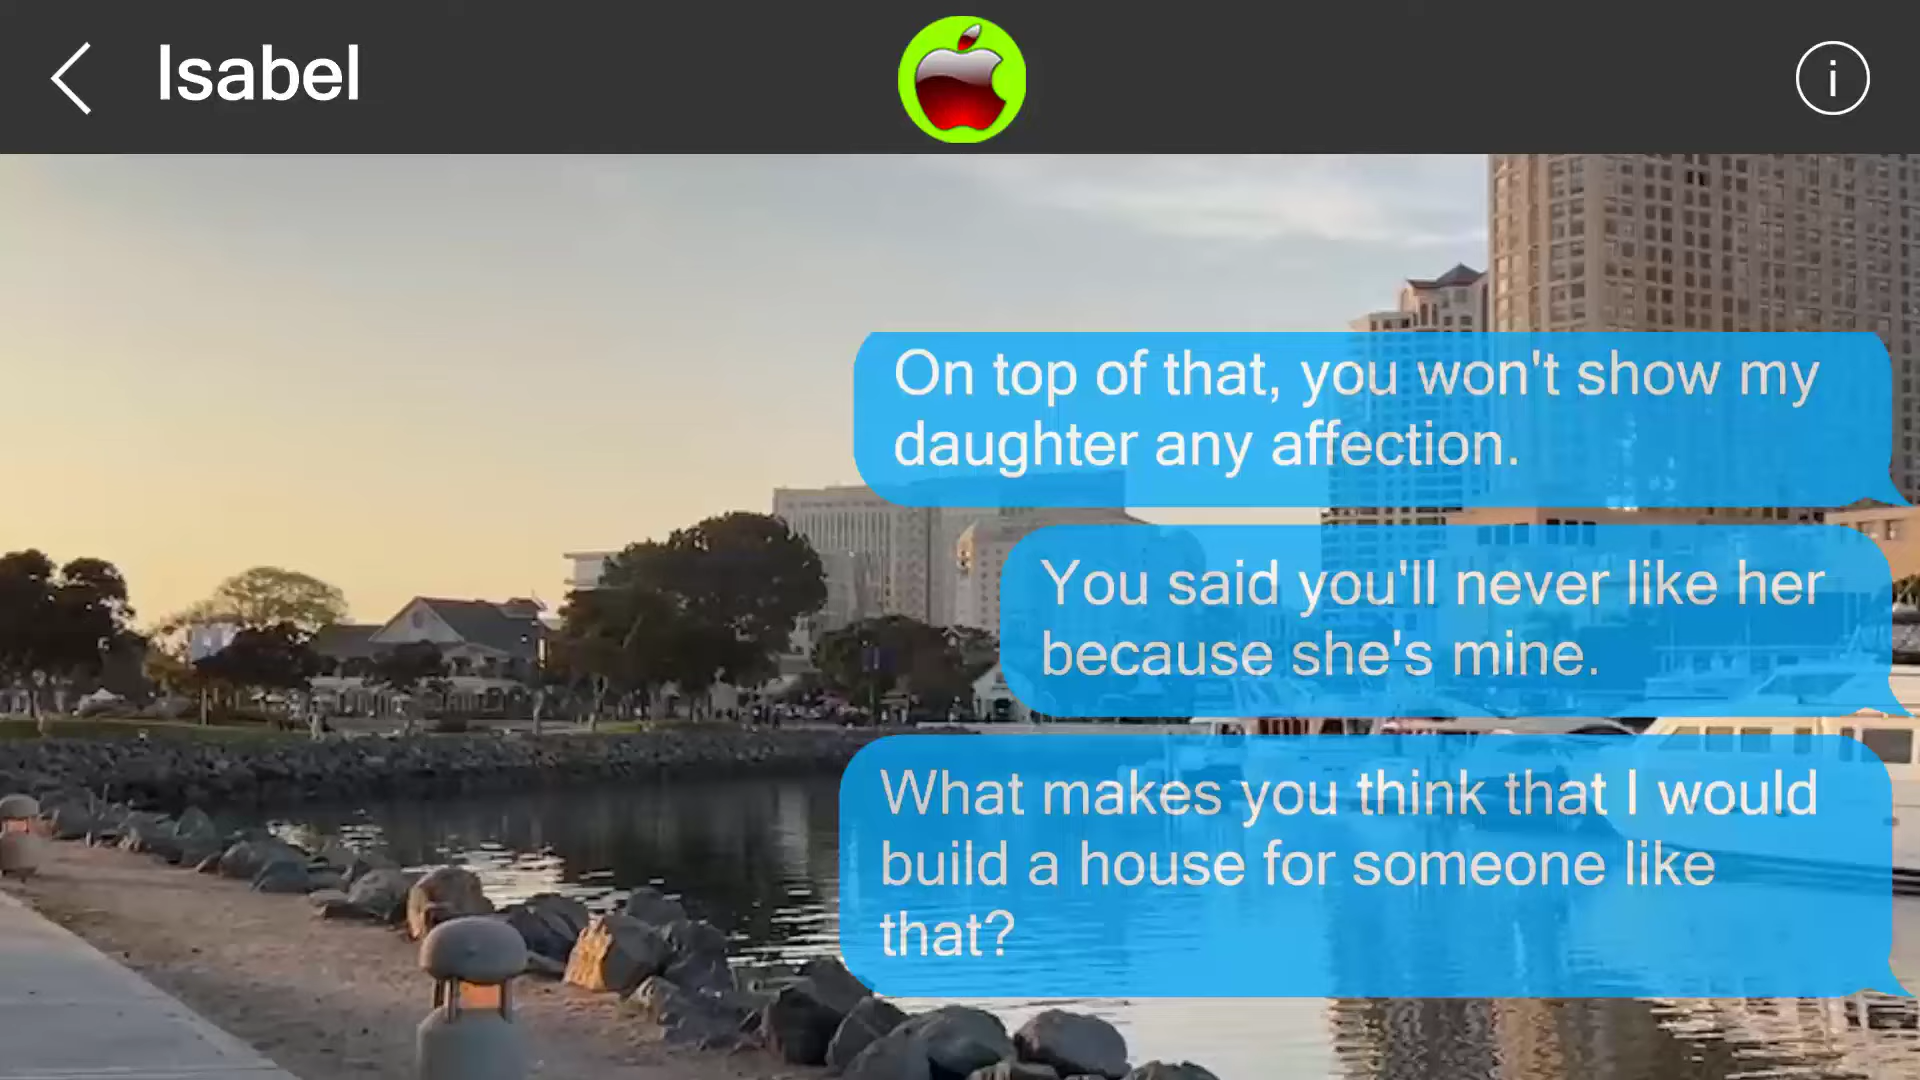 Isabel
i
On top of that, you won't show my
daughter any affection.
You said you'll never like her
because she's mine.
What makes you think that I would
build a house for someone like
that?